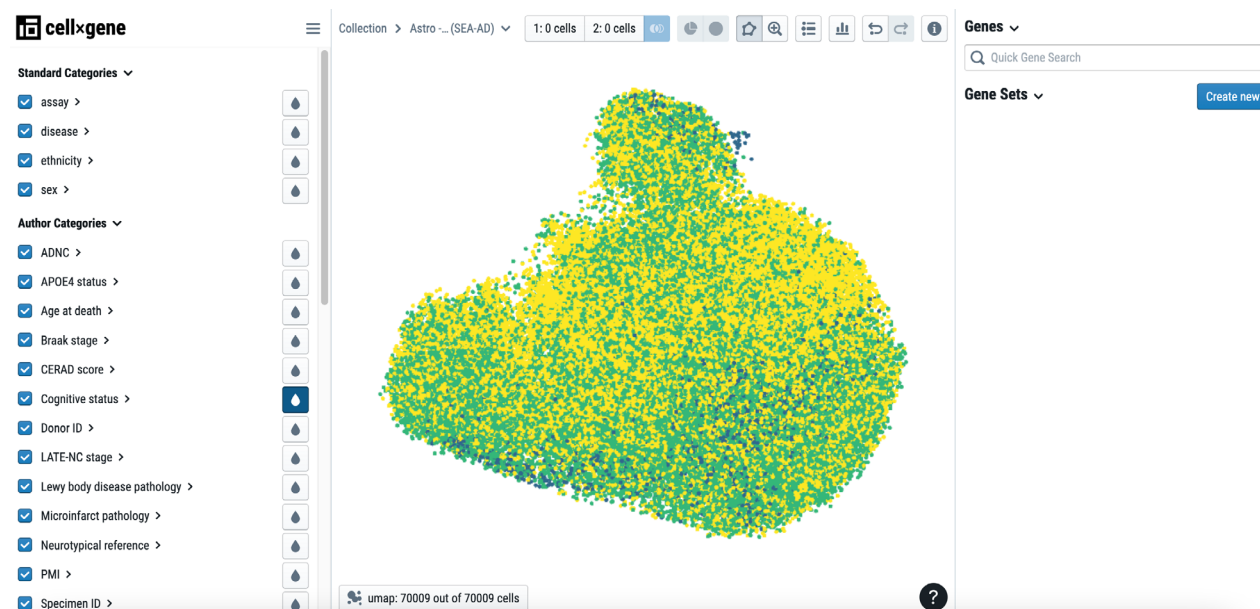 cellxgene
Collection > Astro -... (SEA-AD)
1: 0 cells
2: 0 cells
Genes
Quick Gene Search
Gene Sets
Create new
Standard Categories
assay >
disease >
ethnicity >
sex >
Author Categories
ADNC >
APOE4 status >
Age at death >
Braak stage >
CERAD score >
Cognitive status >
Donor ID >
LATE-NC stage >
Lewy body disease pathology >
Microinfarct pathology >
Neurotypical reference >
PMI >
Specimen ID >
umap: 70009 out of 70009 cells
?